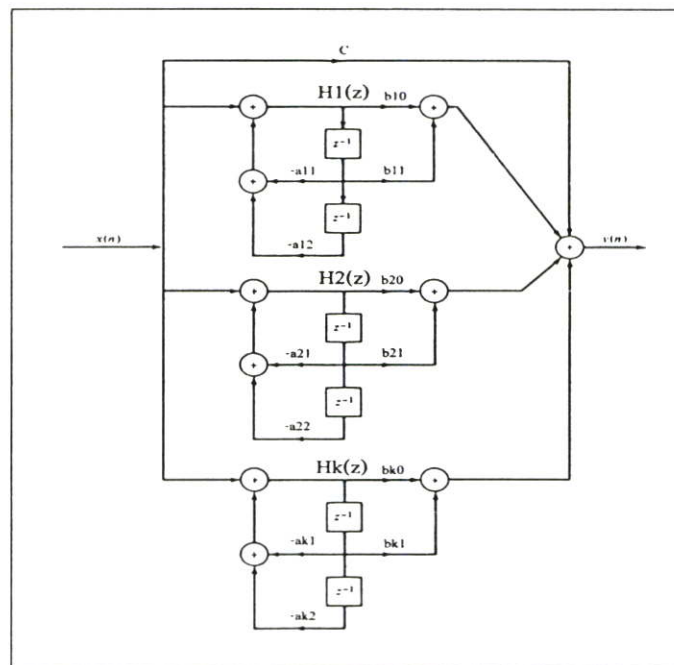 C
H1(z) b10
z⁻¹
-a11 b11
z⁻¹
-a12
x(n) y(n)
H2(z) b20
z⁻¹
-a21 b21
z⁻¹
-a22
Hk(z) bk0
z⁻¹
-ak1 bk1
z⁻¹
-ak2